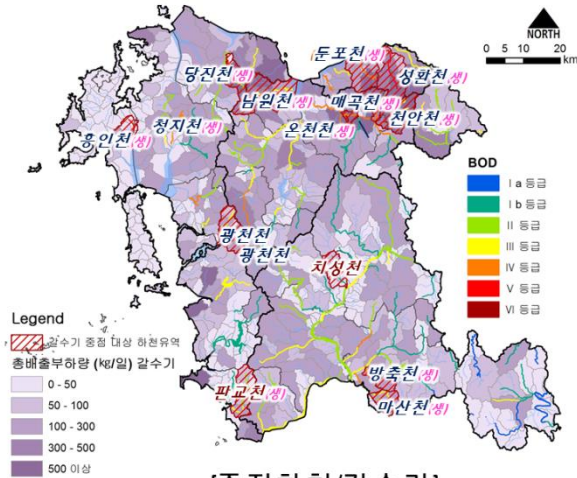 NORTH
0 5 10 20
km
둔포천(생)
당진천(생)
성환천(생)
남원천(생)
매곡천(생)
천안천(생)
청지천(생)
온천천(생)
흥인천(생)
BOD
Ⅰa 등급
Ⅰb 등급
Ⅱ 등급
Ⅲ 등급
Ⅳ 등급
Ⅴ 등급
Ⅵ 등급
광천천(생)
광천천
치성천
Legend
갈수기 중점 대상 하천유역
총배출부하량 (kg/일) 갈수기
0 - 50
50 - 100
100 - 300
300 - 500
500 이상
방축천(생)
판교천(생)
마산천(생)